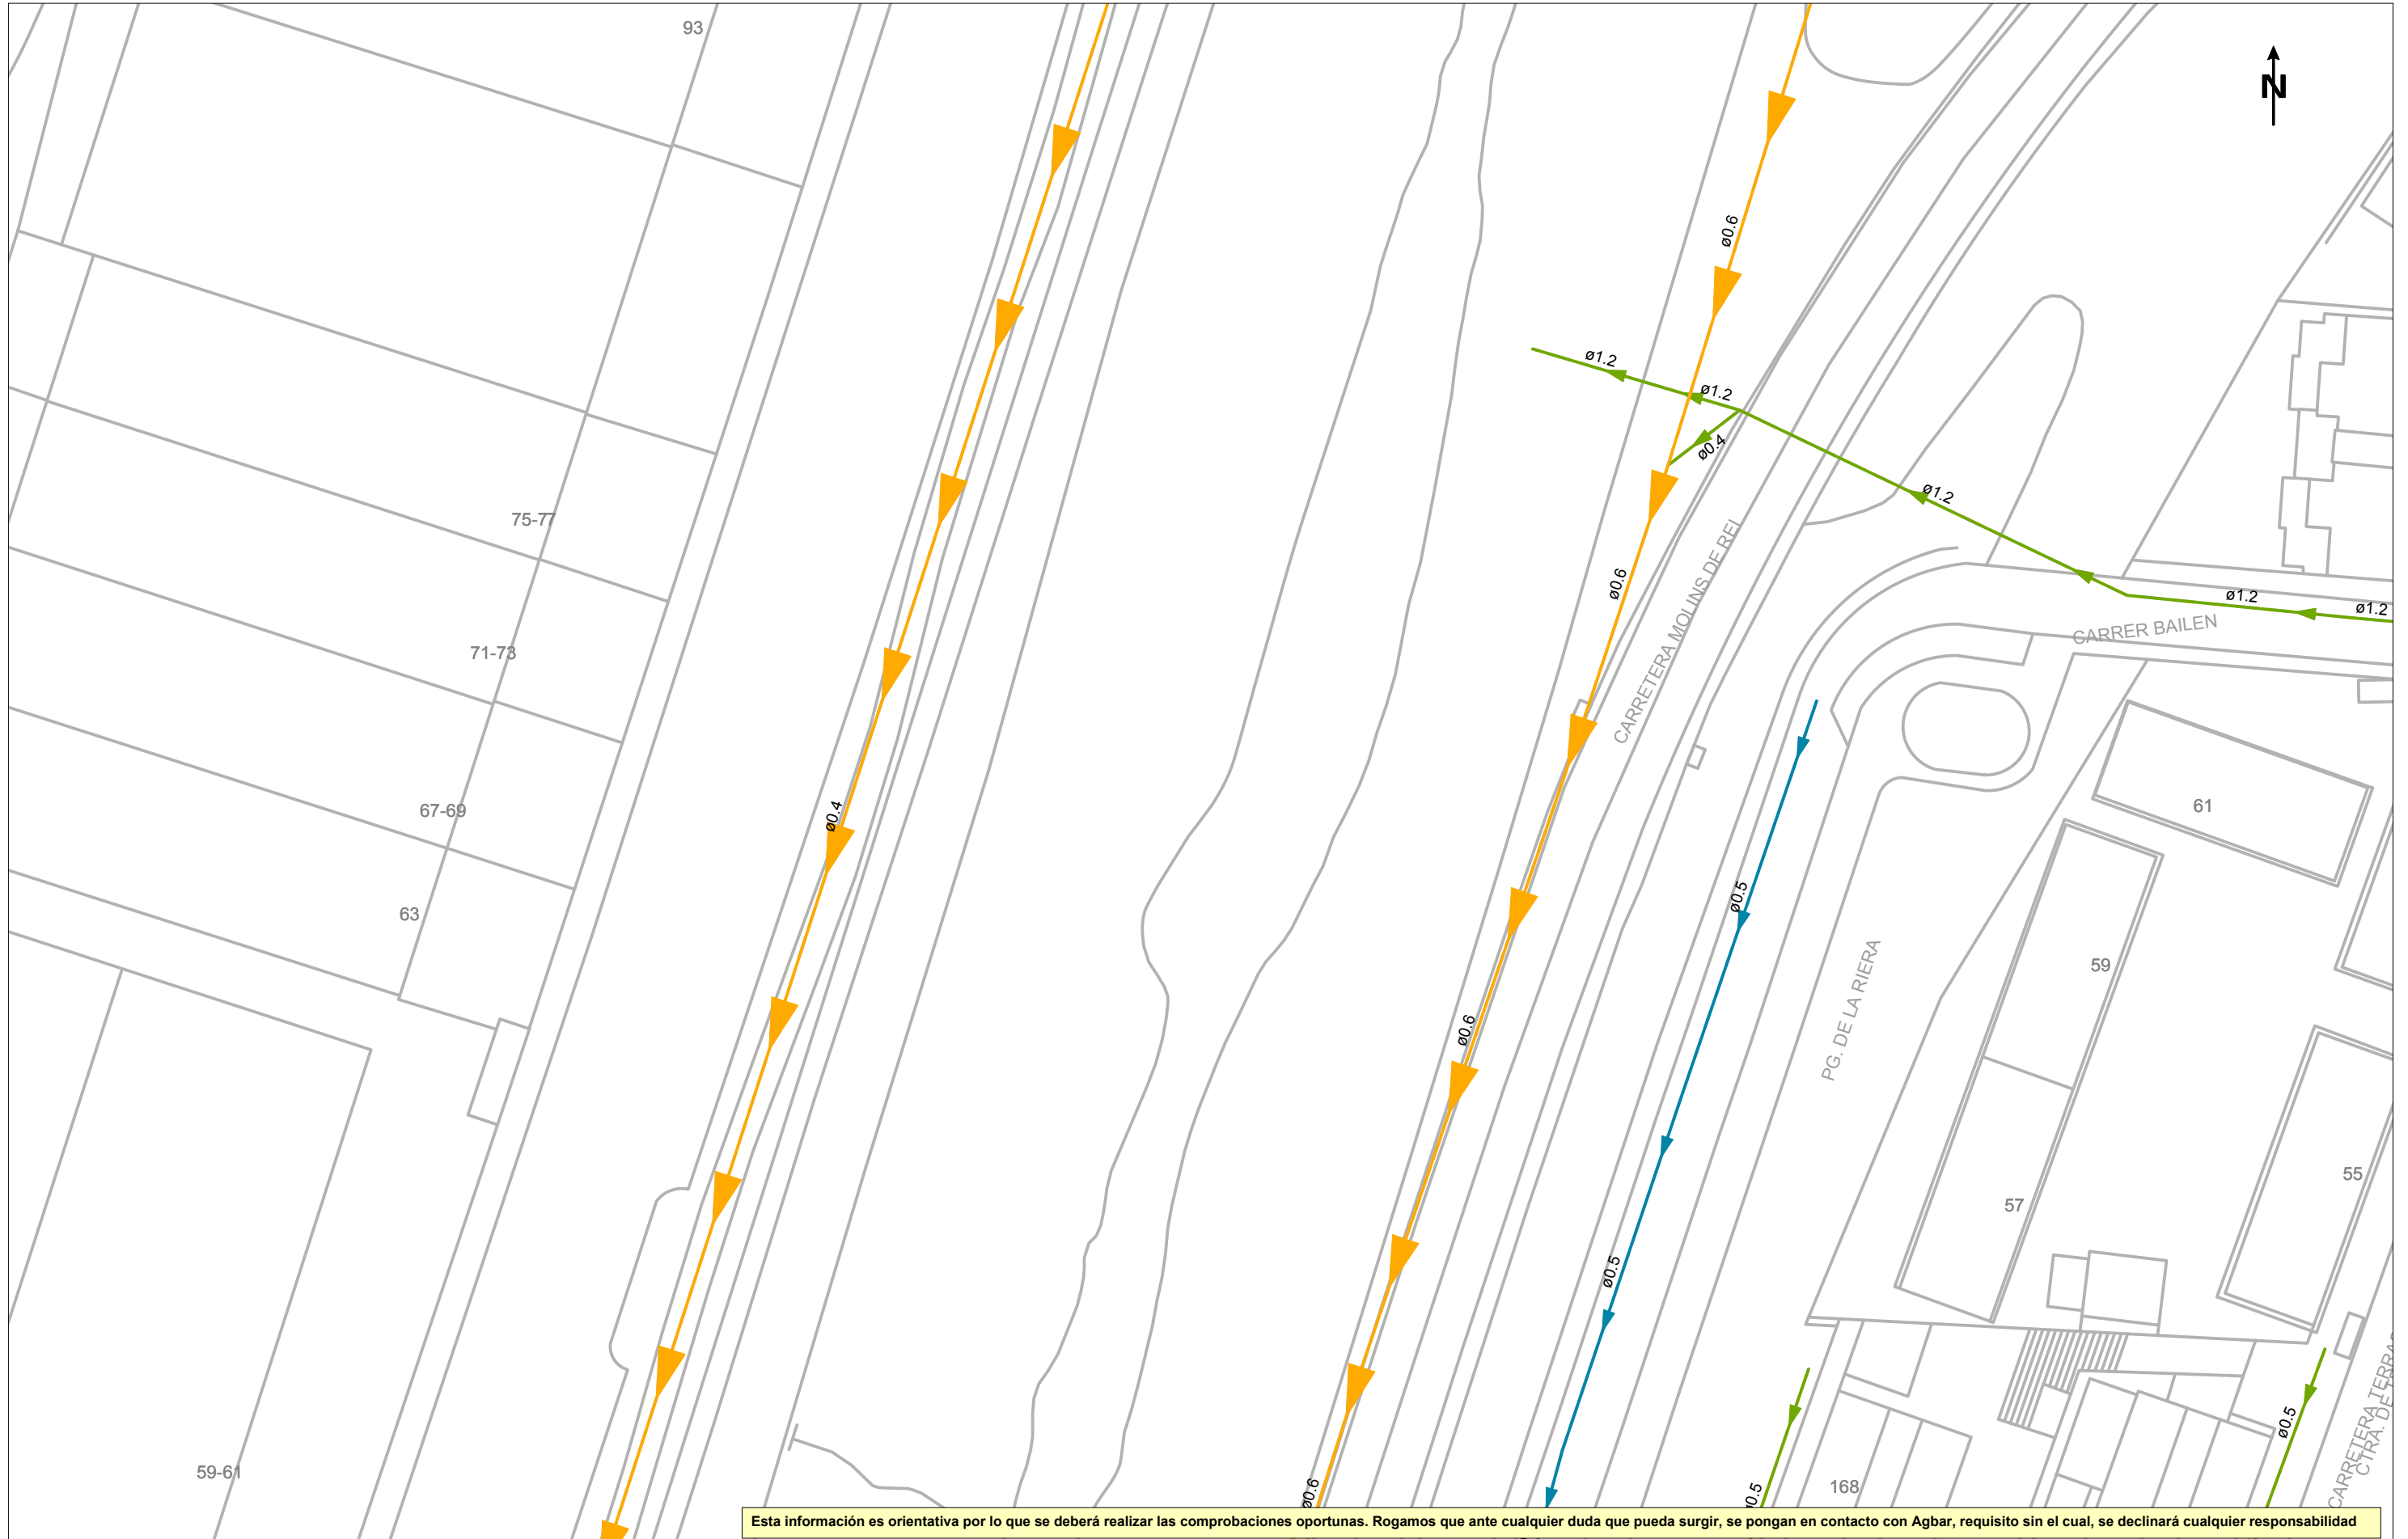 93
N
ø0.6
ø1.2
ø1.2
ø0.4
ø1.2
75-77
CARRETERA MOLINS DE REI
ø0.6
ø1.2
ø1.2
CARRER BAILEN
71-73
67-69
ø0.4
61
63
ø0.5
59
PG. DE LA RIERA
ø0.6
55
57
ø0.5
ø0.5
59-61
168
ø0.6
CARRETERA
CTRA. DE
Esta información es orientativa por lo que se deberá realizar las comprobaciones oportunas. Rogamos que ante cualquier duda que pueda surgir, se pongan en contacto con Agbar, requisito sin el cual, se declinará cualquier responsabilidad